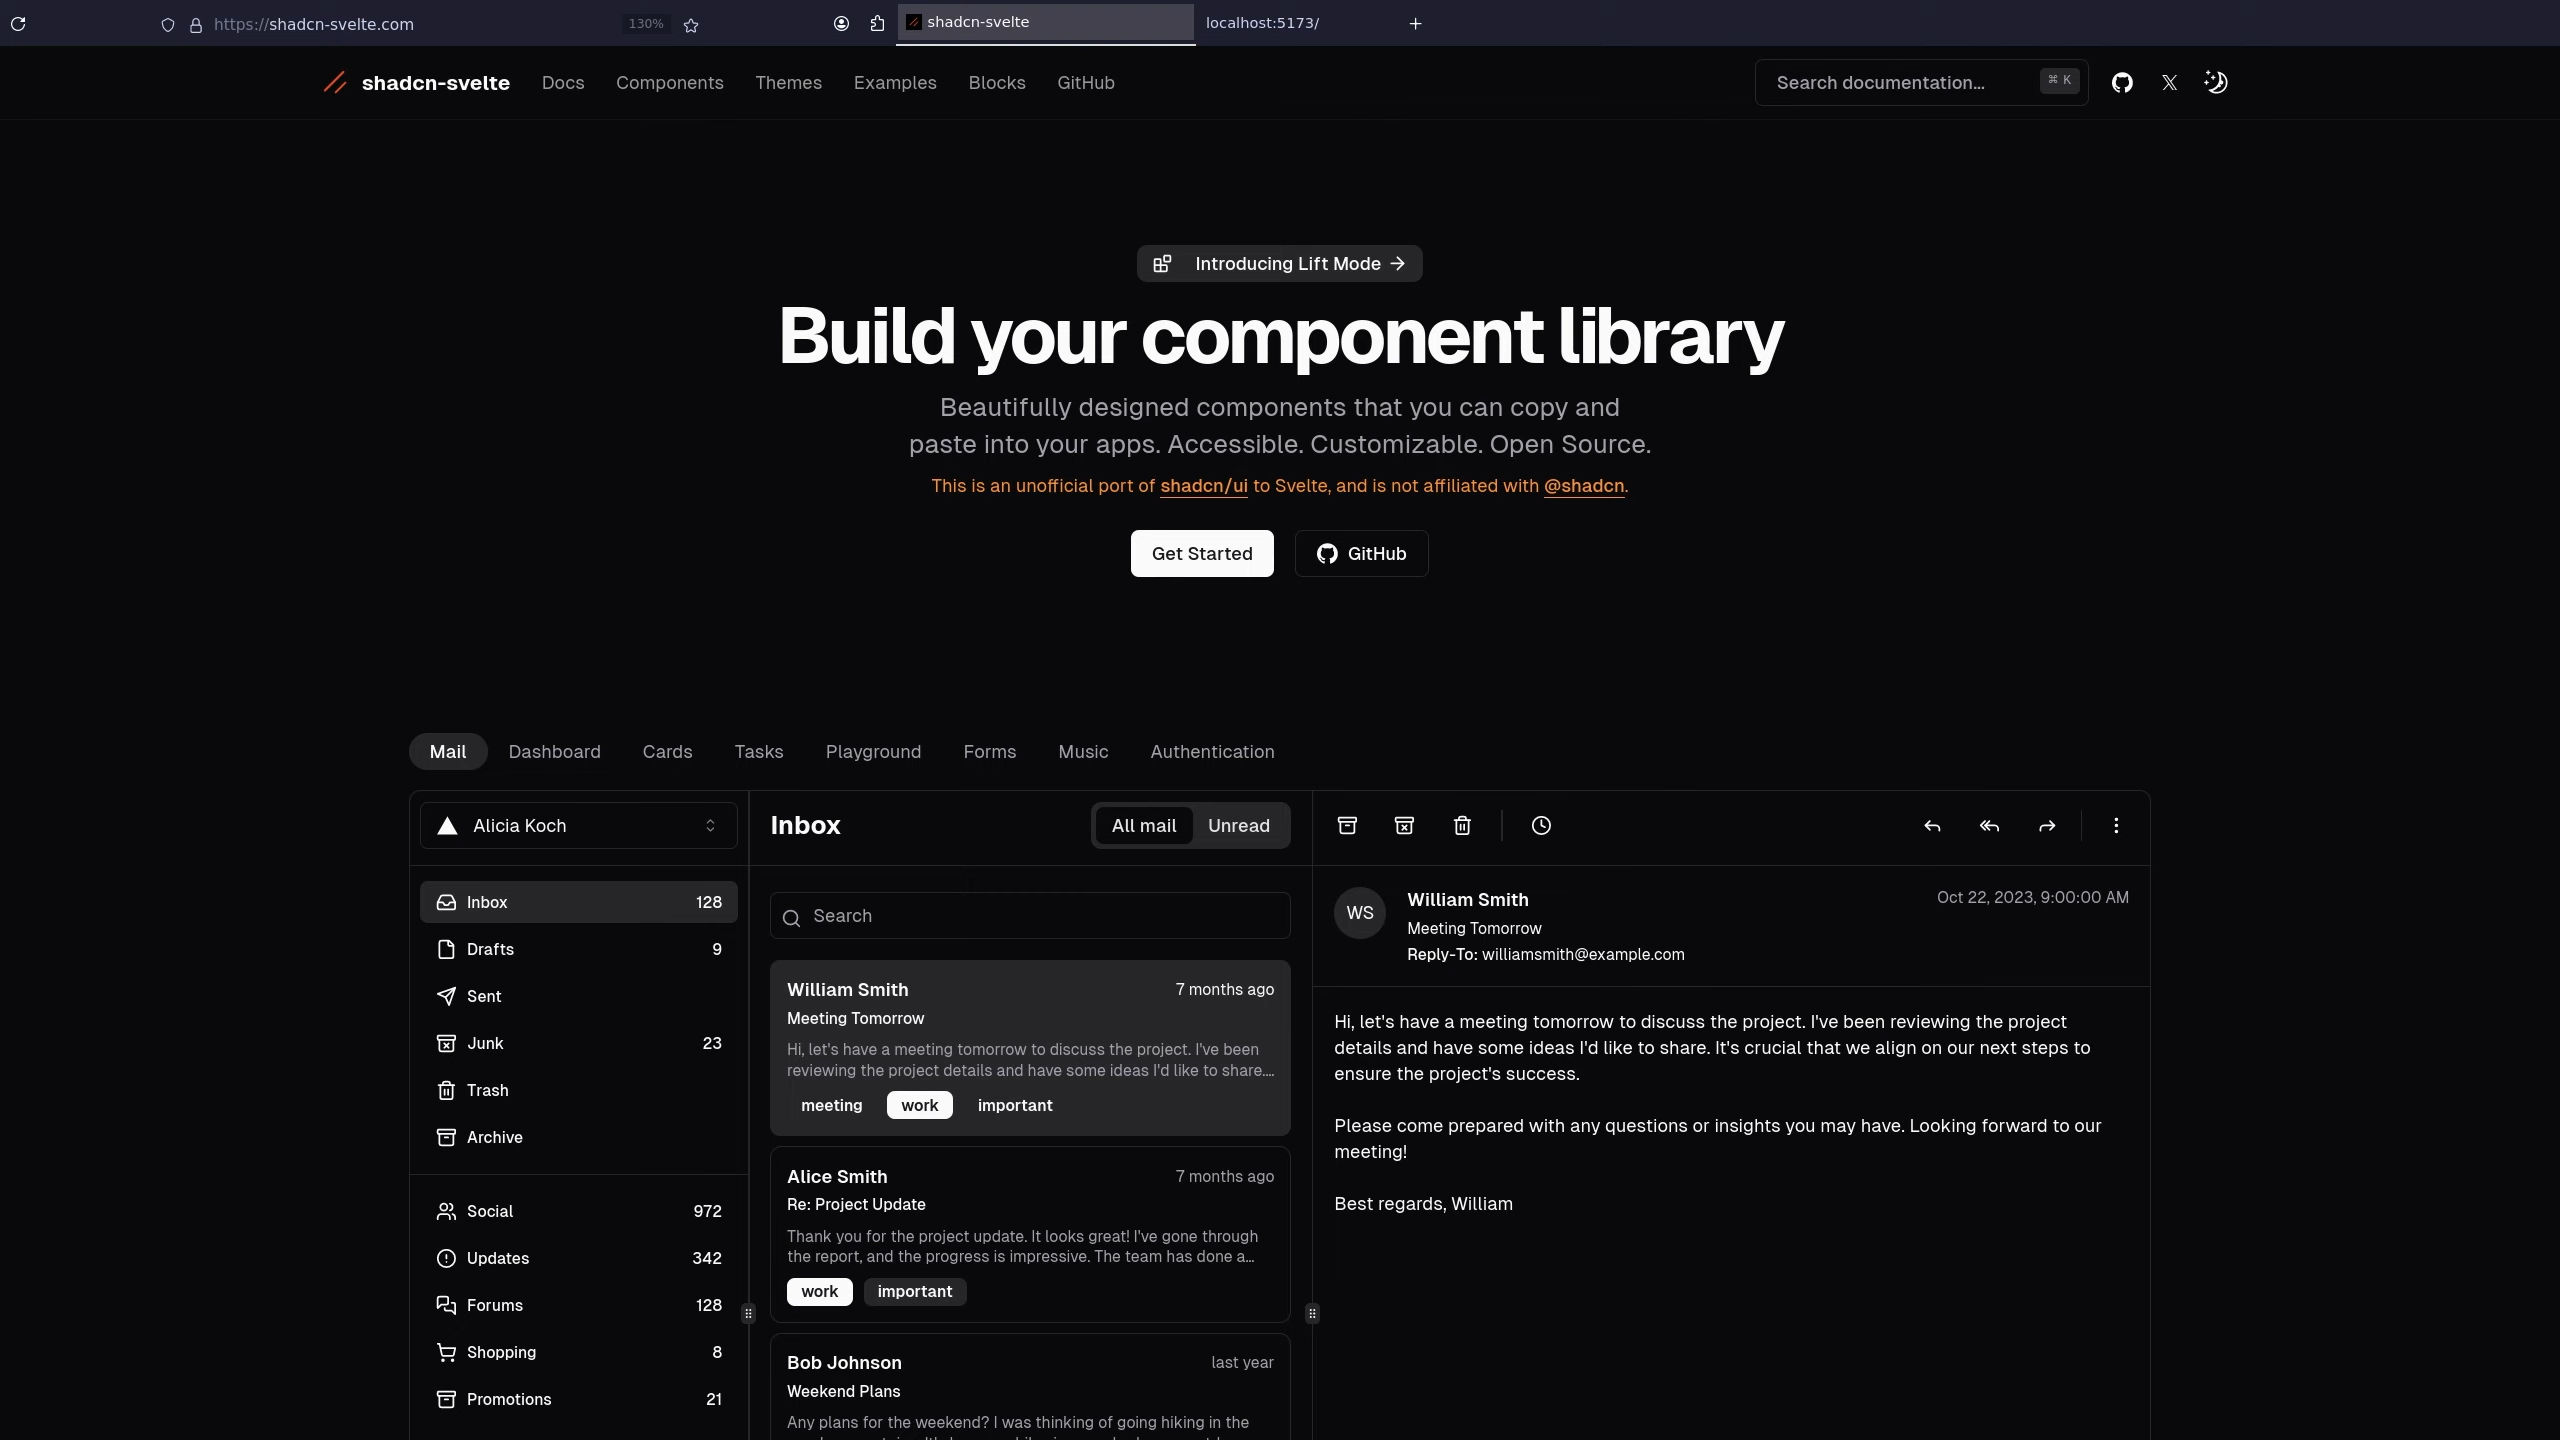 https://shadcn-svelte.com
130%
shadcn-svelte
localhost:5173/
shadcn-svelte
Docs
Components
Themes
Examples
Blocks
GitHub
Search documentation...
⌘ K
Introducing Lift Mode
Build your component library
Beautifully designed components that you can copy and
paste into your apps. Accessible. Customizable. Open Source.
This is an unofficial port of shadcn/ui to Svelte, and is not affiliated with @shadcn.
Get Started
GitHub
Mail
Dashboard
Cards
Tasks
Playground
Forms
Music
Authentication
Alicia Koch
Inbox 128
Drafts 9
Sent
Junk 23
Trash
Archive
Social 972
Updates 342
Forums 128
Shopping 8
Promotions 21
Inbox
All mail
Unread
Search
William Smith 7 months ago
Meeting Tomorrow
Hi, let's have a meeting tomorrow to discuss the project. I've been
reviewing the project details and have some ideas I'd like to share....
meeting work important
Alice Smith 7 months ago
Re: Project Update
Thank you for the project update. It looks great! I've gone through
the report, and the progress is impressive. The team has done a...
work important
Bob Johnson last year
Weekend Plans
Any plans for the weekend? I was thinking of going hiking in the
WS
William Smith
Oct 22, 2023, 9:00:00 AM
Meeting Tomorrow
Reply-To: williamsmith@example.com
Hi, let's have a meeting tomorrow to discuss the project. I've been reviewing the project
details and have some ideas I'd like to share. It's crucial that we align on our next steps to
ensure the project's success.
Please come prepared with any questions or insights you may have. Looking forward to our
meeting!
Best regards, William